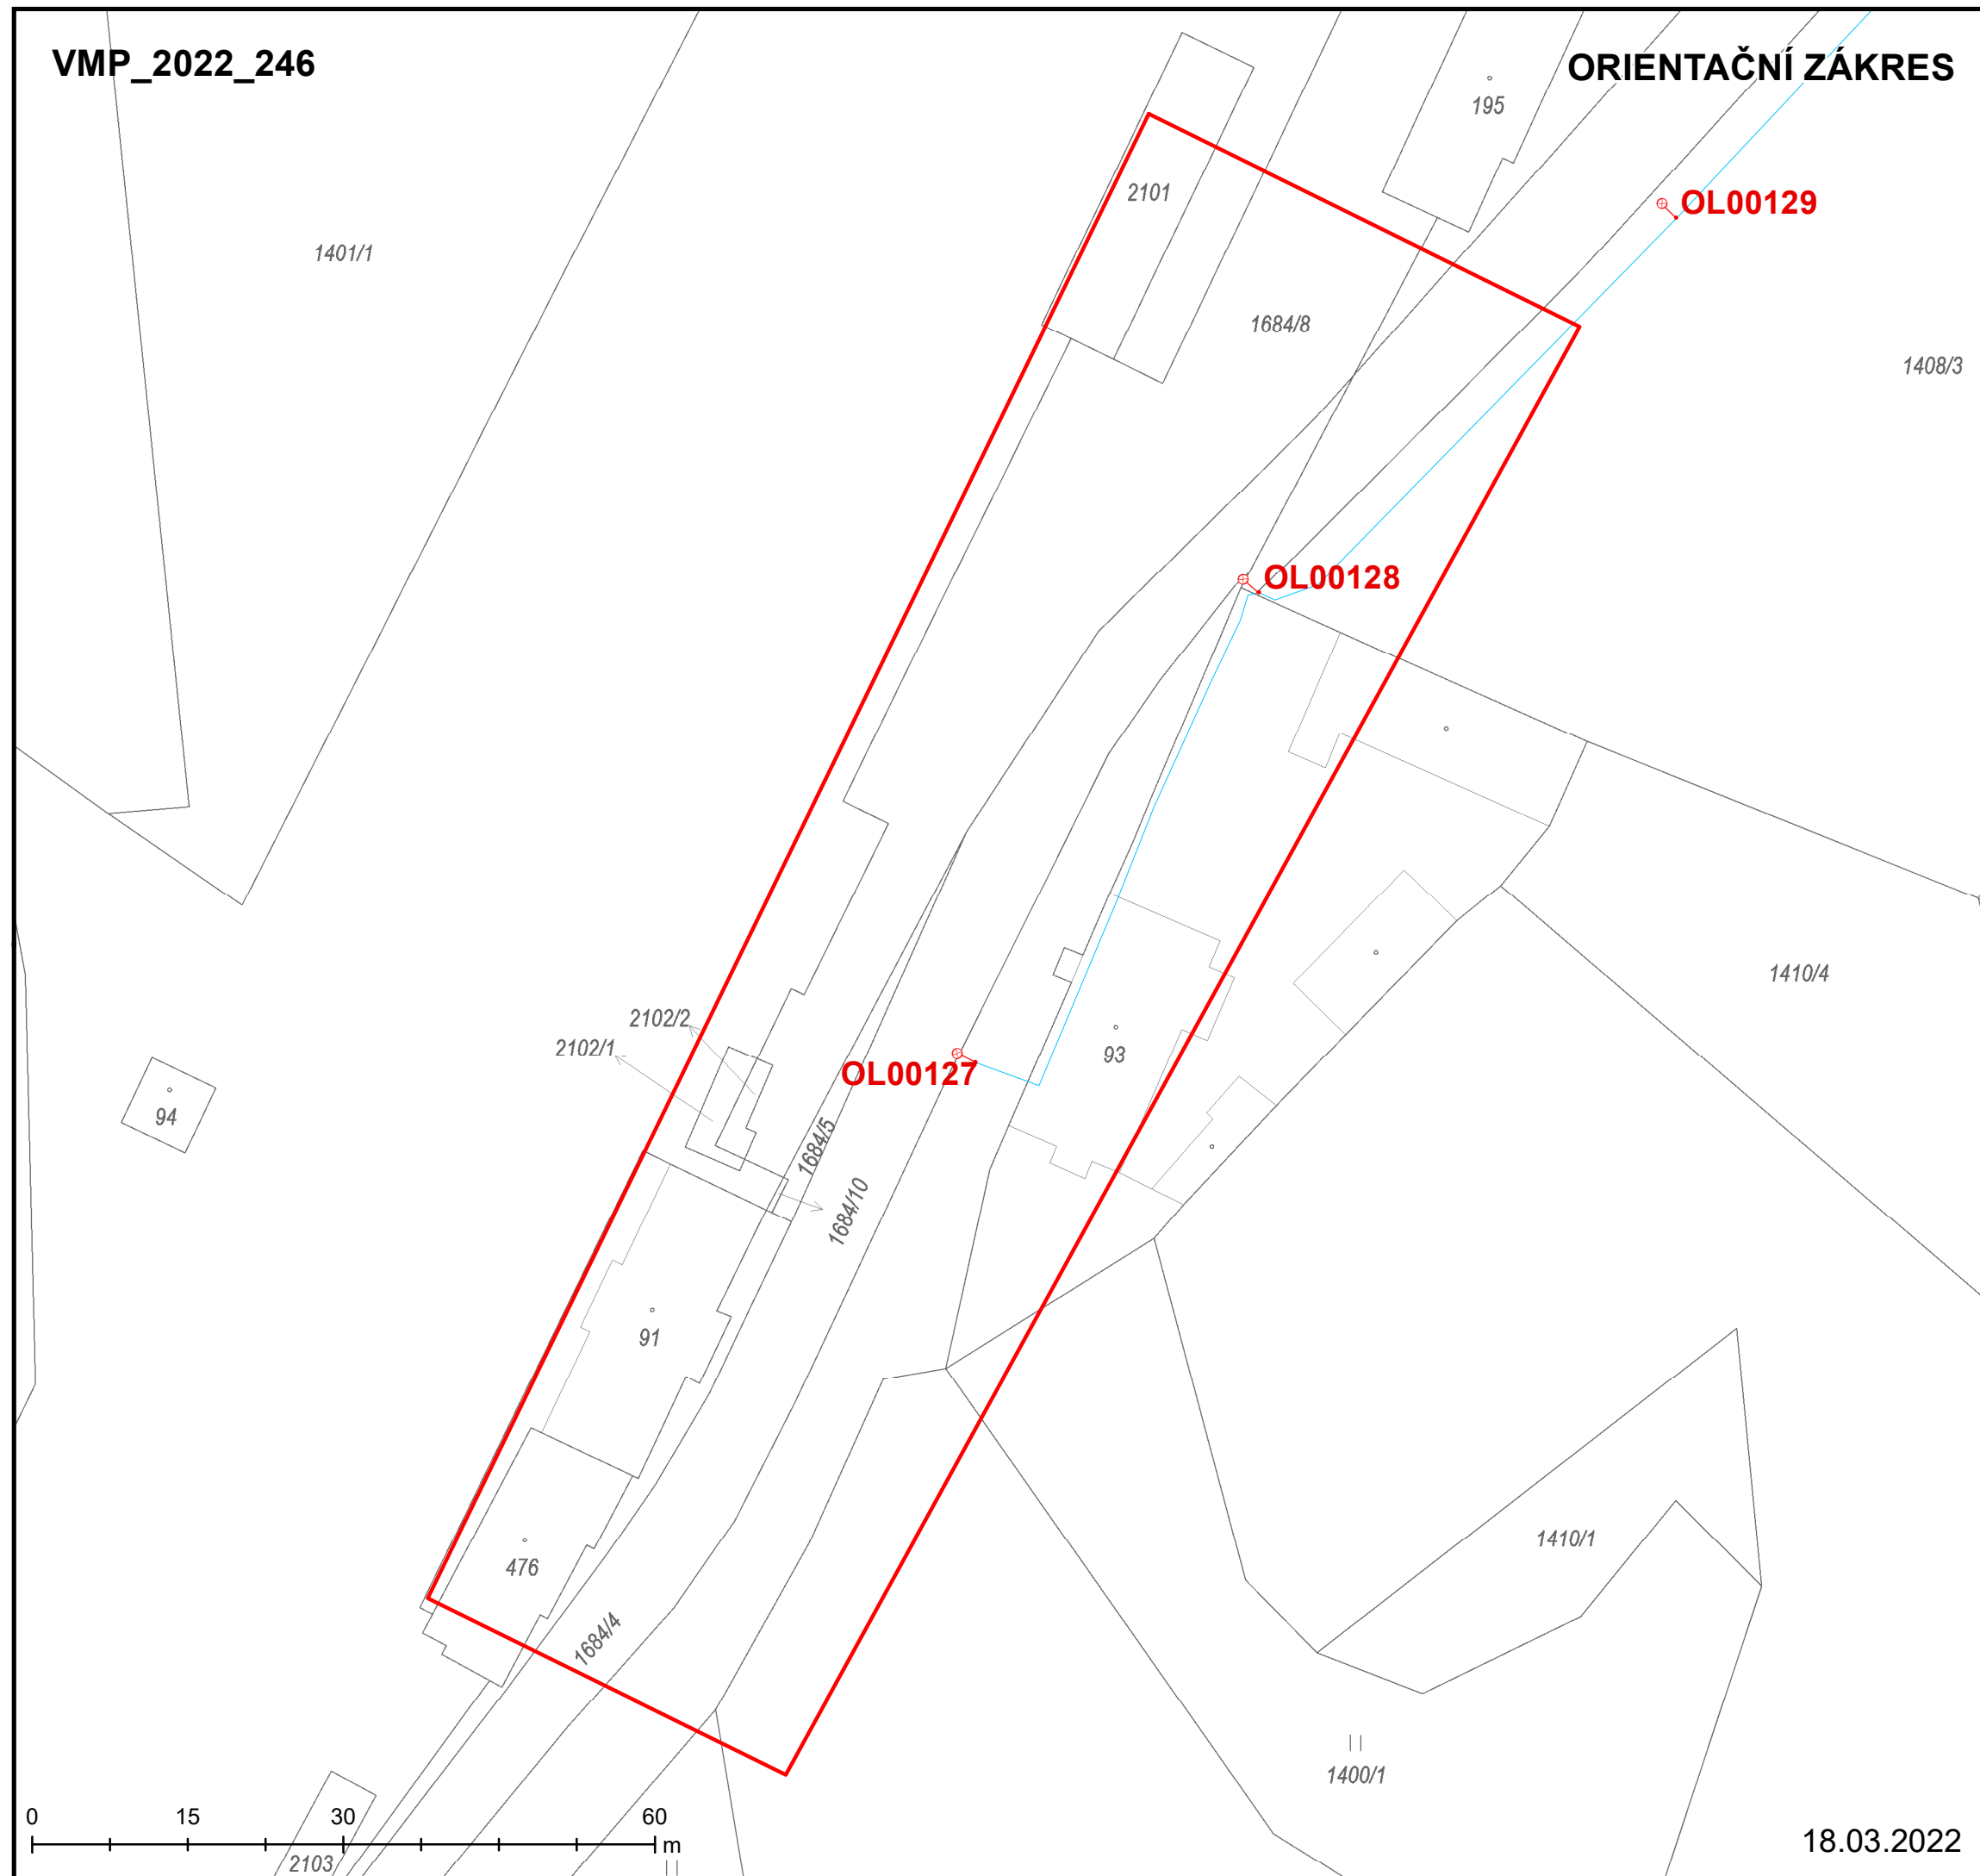 VMP_2022_246
ORIENTAČNÍ ZÁKRES
195
2101
OL00129
1401/1
1684/8
1408/3
OL00128
1410/4
2102/2
2102/1
93
OL00127
94
1684/5
1684/10
91
1410/1
476
1684/4
1400/1
0 15 30 60
m
18.03.2022
2103